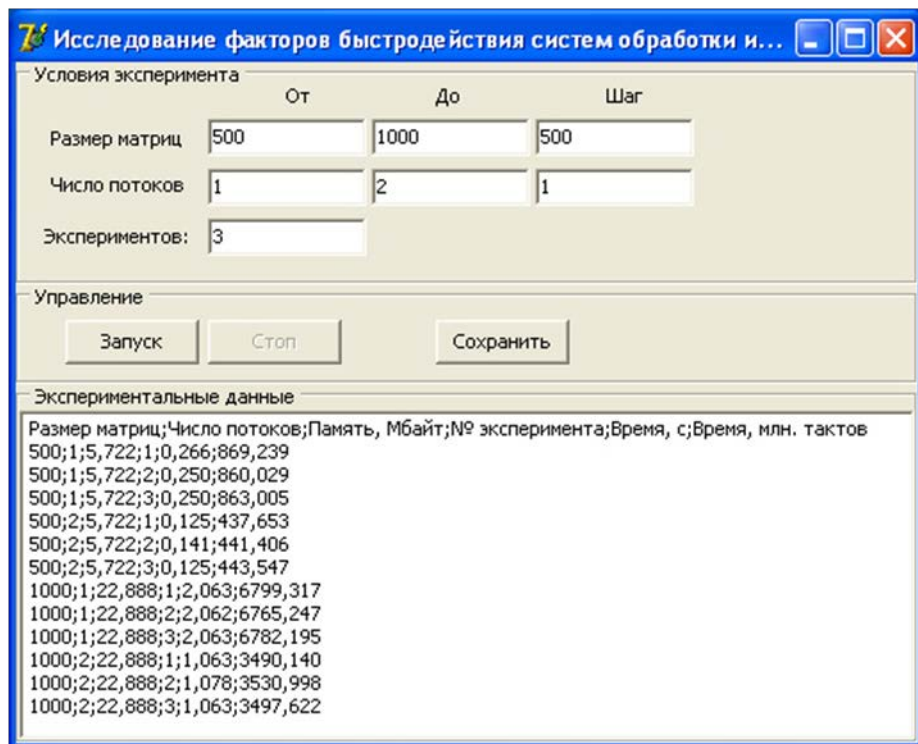 Исследование факторов быстродействия систем обработки и...
Условия эксперимента
От До Шаг
Размер матриц 500 1000 500
Число потоков 1 2 1
Экспериментов: 3
Управление
Запуск Стоп Сохранить
Экспериментальные данные
Размер матриц;Число потоков;Память, Мбайт;№ эксперимента;Время, с;Время, млн. тактов
500;1;5,722;1;0,266;869,239
500;1;5,722;2;0,250;860,029
500;1;5,722;3;0,250;863,005
500;2;5,722;1;0,125;437,653
500;2;5,722;2;0,141;441,406
500;2;5,722;3;0,125;443,547
1000;1;22,888;1;2,063;6799,317
1000;1;22,888;2;2,062;6765,247
1000;1;22,888;3;2,063;6782,195
1000;2;22,888;1;1,063;3490,140
1000;2;22,888;2;1,078;3530,998
1000;2;22,888;3;1,063;3497,622